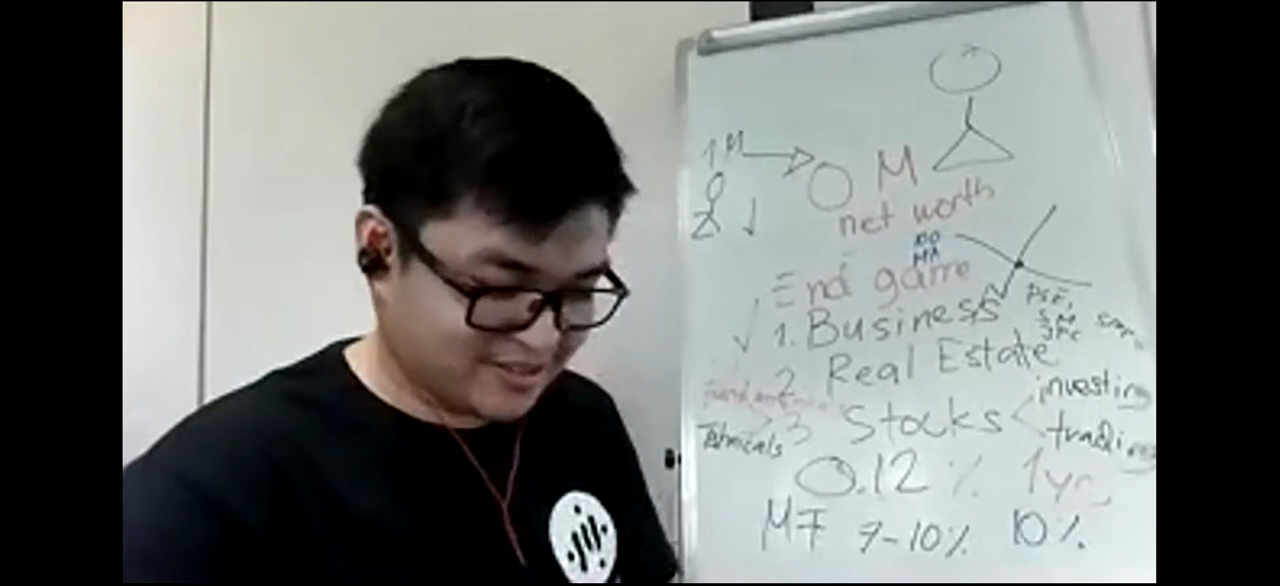 1M
M
net worth
End game
1. Business
2 Real Estate
3 Stocks
investing
trading
Fundamentals
Technicals
0.12 % 1yr
MF 7-10% 10%